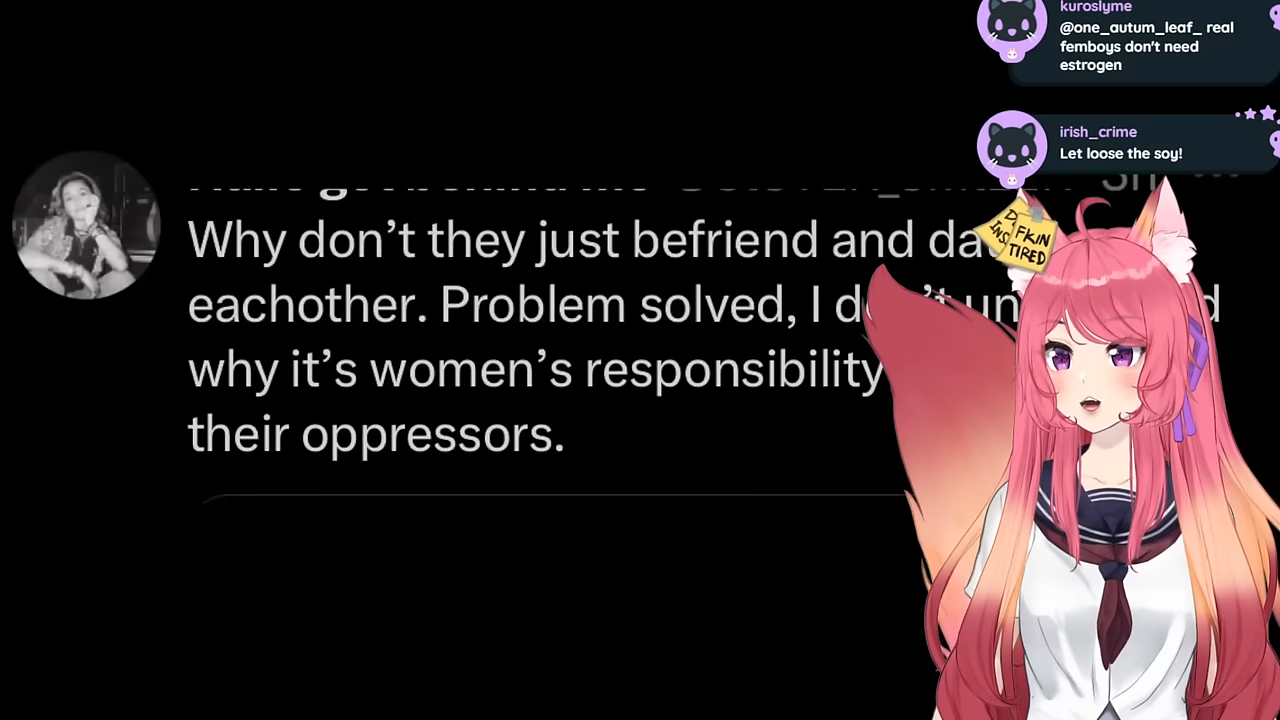 Why don't they just befriend and
eachother. Problem solved, I
why it's women's responsibility
their oppressors.
kuroslyme
@one_autum_leaf_ real
femboys don't need
estrogen
irish_crime
Let loose the soy!
FKIN
TIRED